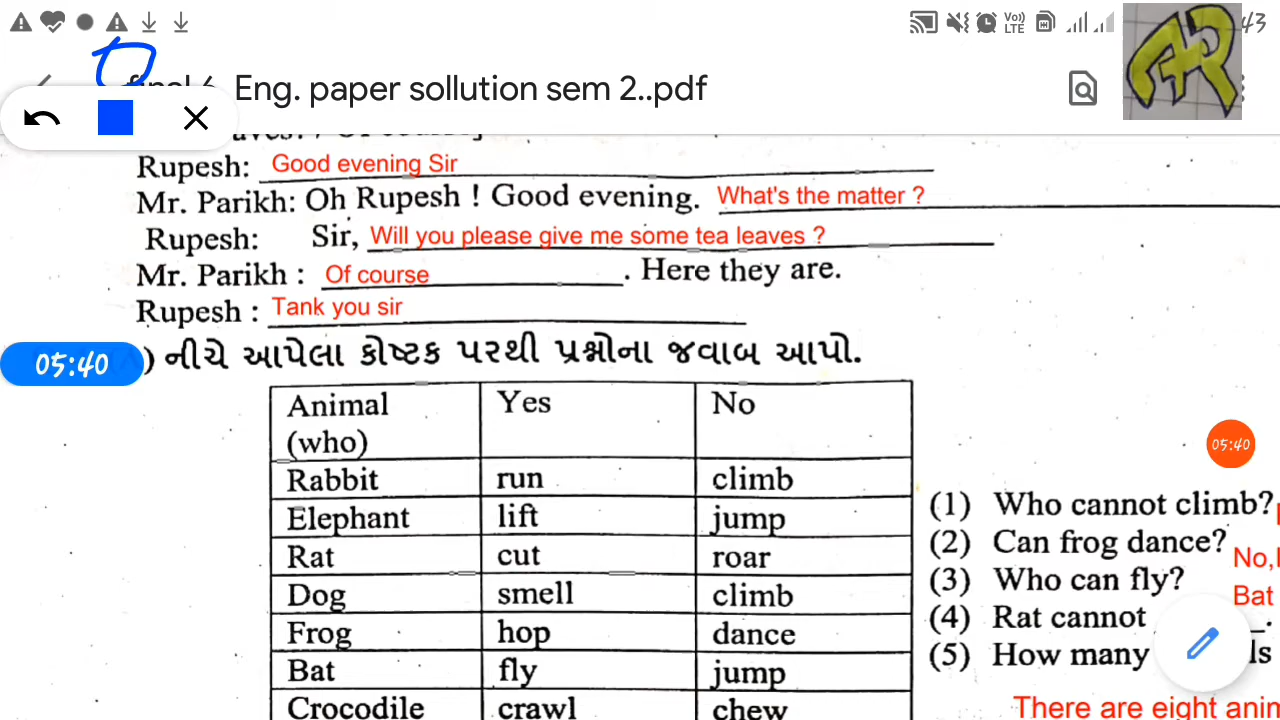 43
final 6 Eng. paper sollution sem 2..pdf
Rupesh: Good evening Sir
Mr. Parikh: Oh Rupesh ! Good evening. What's the matter ?
Rupesh: Sir, Will you please give me some tea leaves ?
Mr. Parikh : Of course . Here they are.
Rupesh : Tank you sir
05:40
) નીચે આપેલા કોષ્ટક પરથી પ્રશ્નોના જવાબ આપો.
Animal (who) Yes No
Rabbit run climb
Elephant lift jump
Rat cut roar
Dog smell climb
Frog hop dance
Bat fly jump
Crocodile crawl chew
05:40
(1) Who cannot climb?
(2) Can frog dance? No,
(3) Who can fly? Bat
(4) Rat cannot .
(5) How many
There are eight